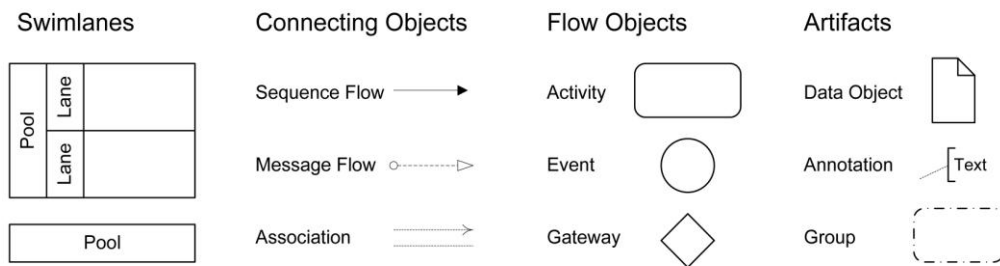 Swimlanes
Connecting Objects
Flow Objects
Artifacts
Pool
Lane
Lane
Pool
Sequence Flow
Message Flow
Association
Activity
Event
Gateway
Data Object
Annotation
Text
Group